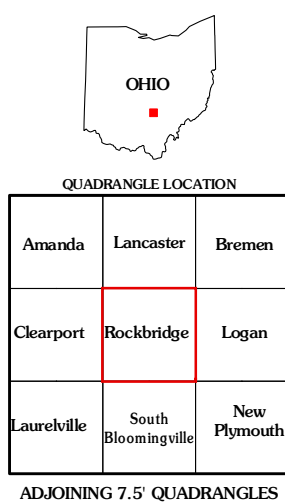 OHIO
QUADRANGLE LOCATION
Amanda
Lancaster
Bremen
Clearport
Rockbridge
Logan
Laurelville
South
Bloomingville
New
Plymouth
ADJOINING 7.5' QUADRANGLES